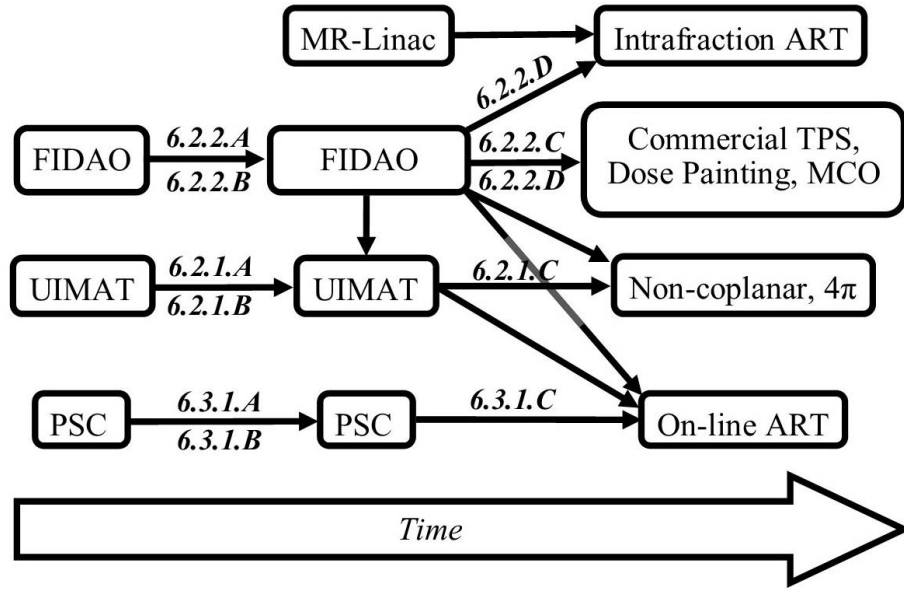 MR-Linac
Intrafraction ART
6.2.2.D
FIDAO
6.2.2.A
6.2.2.B
FIDAO
6.2.2.C
6.2.2.D
Commercial TPS,
Dose Painting, MCO
UIMAT
6.2.1.A
6.2.1.B
UIMAT
6.2.1.C
Non-coplanar, 4π
PSC
6.3.1.A
6.3.1.B
PSC
6.3.1.C
On-line ART
Time